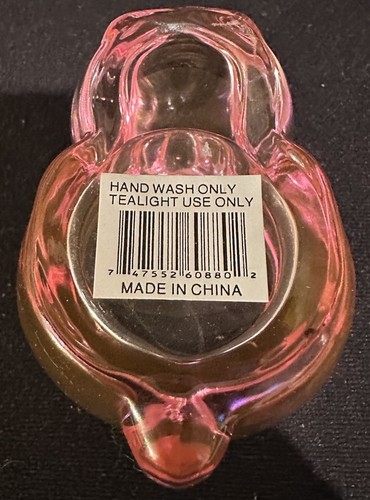 HAND WASH ONLY
TEALIGHT USE ONLY
7 47552 60880 2
MADE IN CHINA